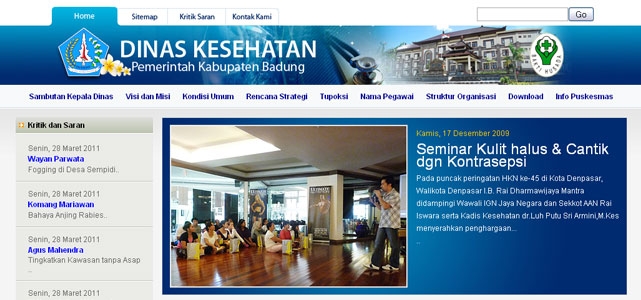 Home
Sitemap
Kritik Saran
Kontak Kami
Go
DINAS KESEHATAN
Pemerintah Kabupaten Badung
BAKTI HUSADA
Sambutan Kepala Dinas
Visi dan Misi
Kondisi Umum
Rencana Strategi
Tupoksi
Nama Pegawai
Struktur Organisasi
Download
Info Puskesmas
Kritik dan Saran
Senin, 28 Maret 2011
Wayan Parwata
Fogging di Desa Sempidi..
Senin, 28 Maret 2011
Komang Mariawan
Bahaya Anjing Rabies..
Senin, 28 Maret 2011
Agus Mahendra
Tingkatkan Kawasan tanpa Asap
..
Senin, 28 Maret 2011
Kamis, 17 Desember 2009
Seminar Kulit halus & Cantik
dgn Kontrasepsi
Pada puncak peringatan HKN ke-45 di Kota Denpasar,
Walikota Denpasar I.B. Rai Dharmawijaya Mantra
didampingi Wawali IGN Jaya Negara dan Sekkot AAN Rai
Iswara serta Kadis Kesehatan dr.Luh Putu Sri Armini,M.Kes
menyerahkan penghargaan...
..